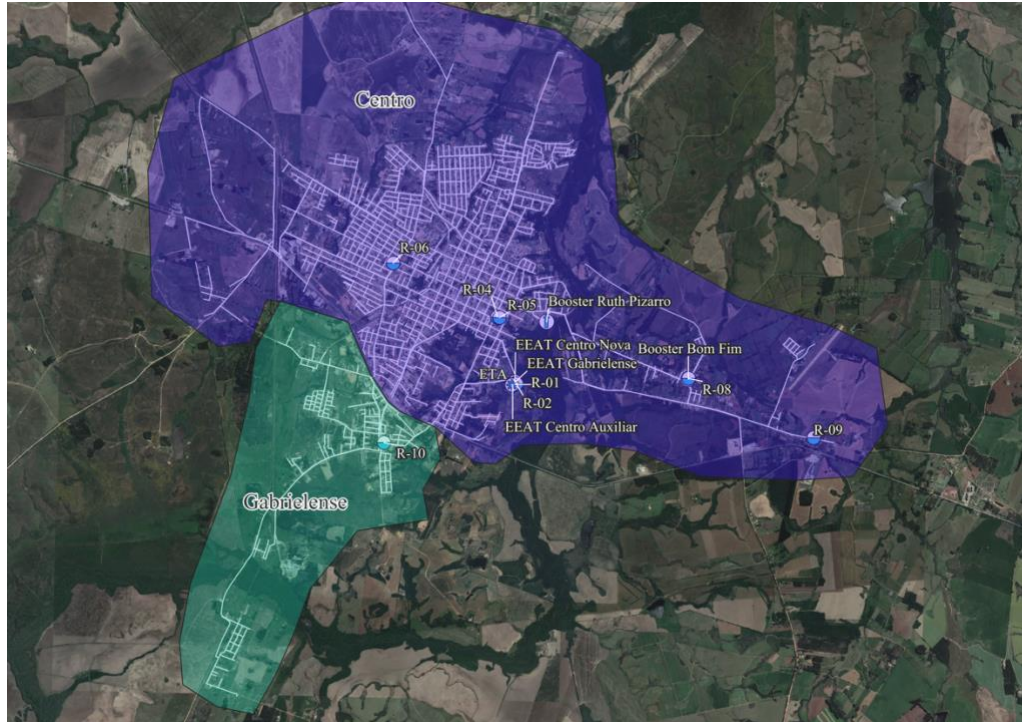 Centro
R-06
R-04
R-05
Booster Ruth Pizarro
EEAT Centro Nova
Booster Bom Fim
EEAT Gabrielense
ETA
R-01
R-08
R-02
EEAT Centro Auxiliar
R-09
R-10
Gabrielense